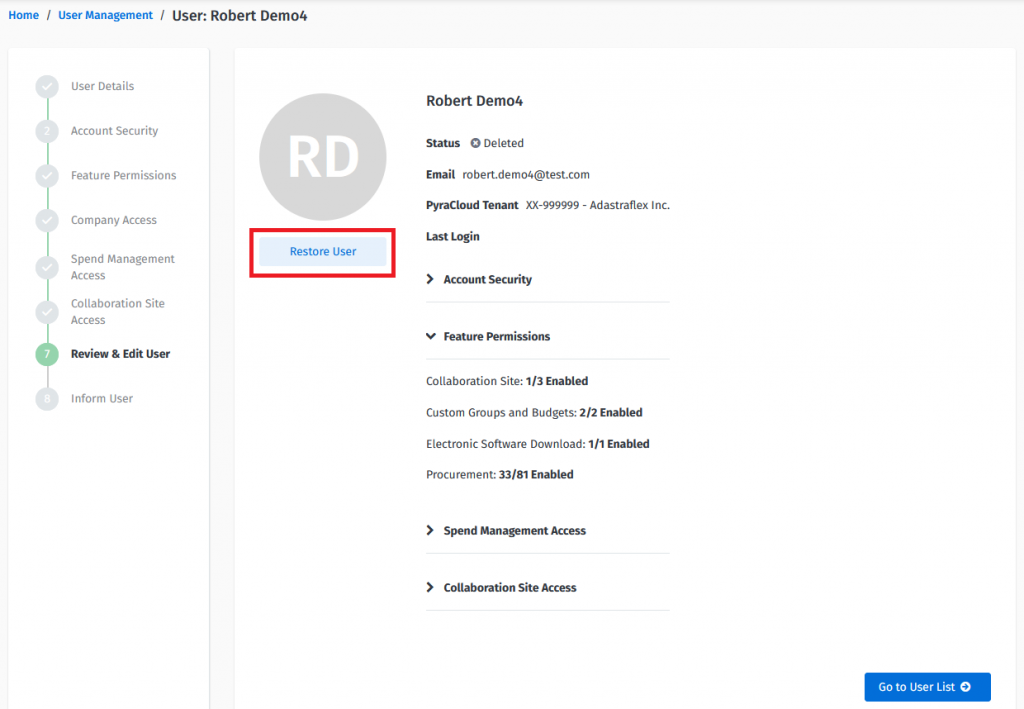 Home / User Management / User: Robert Demo4
User Details
2 Account Security
Feature Permissions
Company Access
Spend Management
Access
Collaboration Site
Access
7 Review & Edit User
8 Inform User
RD
Restore User
Robert Demo4
Status Deleted
Email robert.demo4@test.com
PyraCloud Tenant XX-999999 - Adastraflex Inc.
Last Login
Account Security
Feature Permissions
Collaboration Site: 1/3 Enabled
Custom Groups and Budgets: 2/2 Enabled
Electronic Software Download: 1/1 Enabled
Procurement: 33/81 Enabled
Spend Management Access
Collaboration Site Access
Go to User List